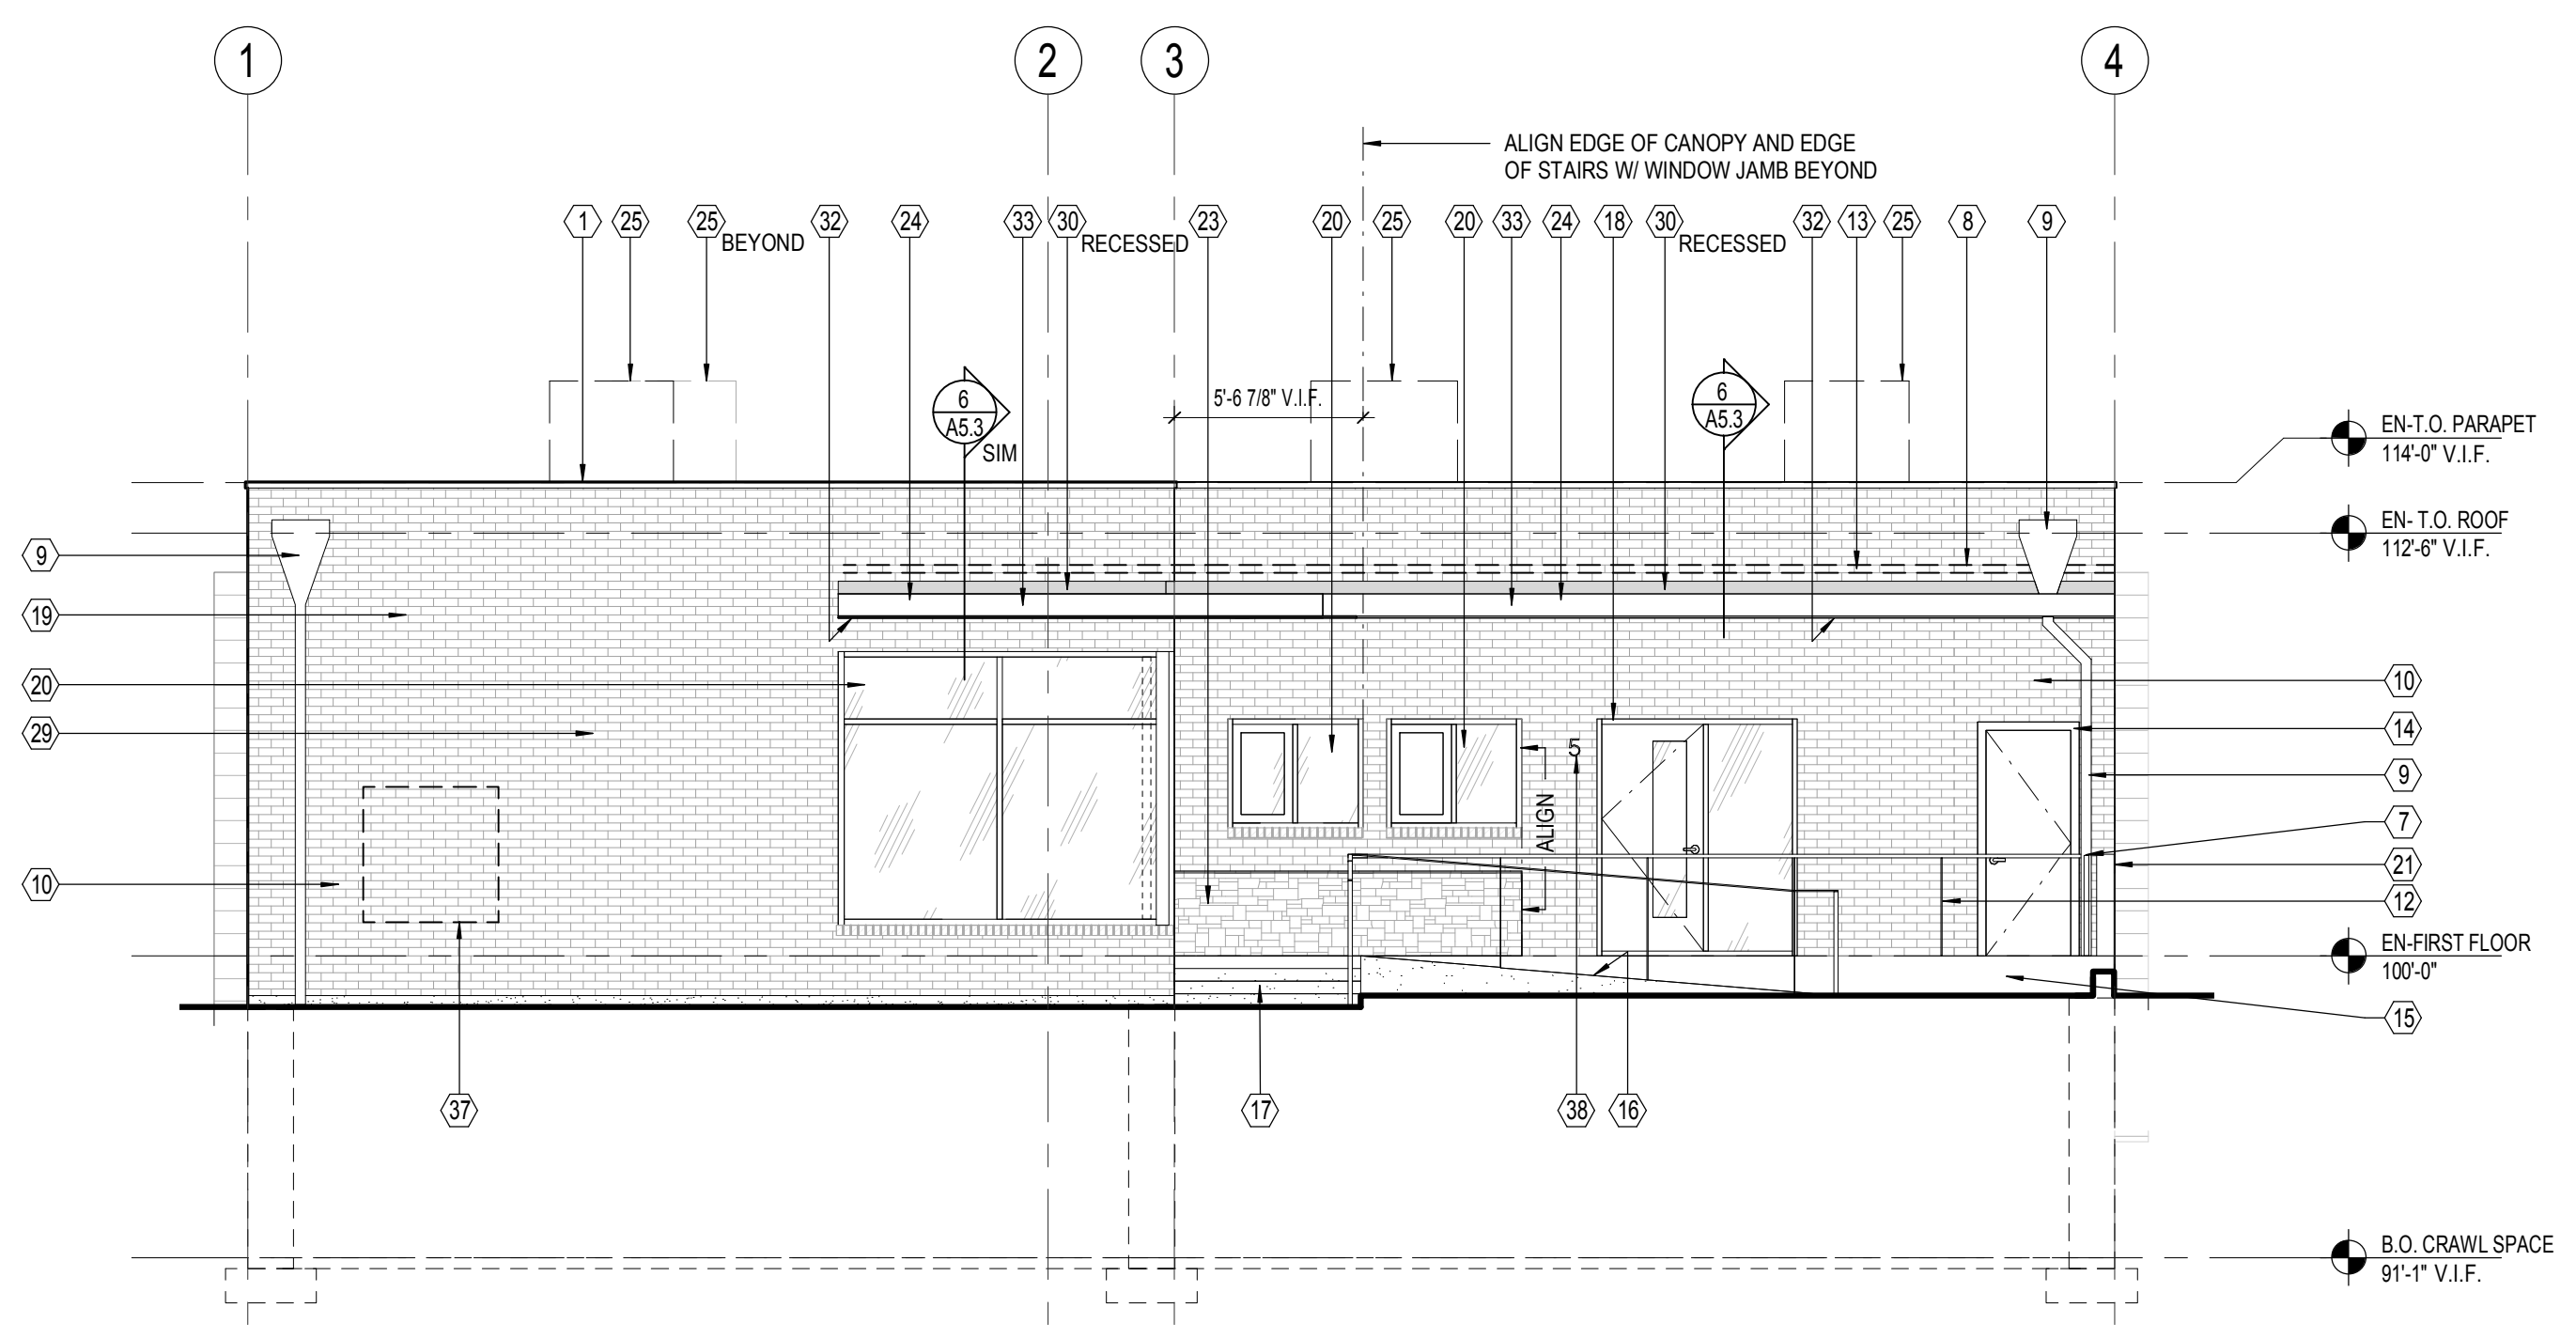 1
2
3
4
ALIGN EDGE OF CANOPY AND EDGE
OF STAIRS W/ WINDOW JAMB BEYOND
1
25
25
BEYOND
32
24
33
30
RECESSED
23
20
25
20
33
24
18
30
RECESSED
32
13
25
8
9
6
A5.3
SIM
5'-6 7/8" V.I.F.
6
A5.3
EN-T.O. PARAPET
114'-0" V.I.F.
EN- T.O. ROOF
112'-6" V.I.F.
9
19
20
29
10
10
14
9
7
21
12
5
ALIGN
EN-FIRST FLOOR
100'-0"
15
37
17
38
16
B.O. CRAWL SPACE
91'-1" V.I.F.